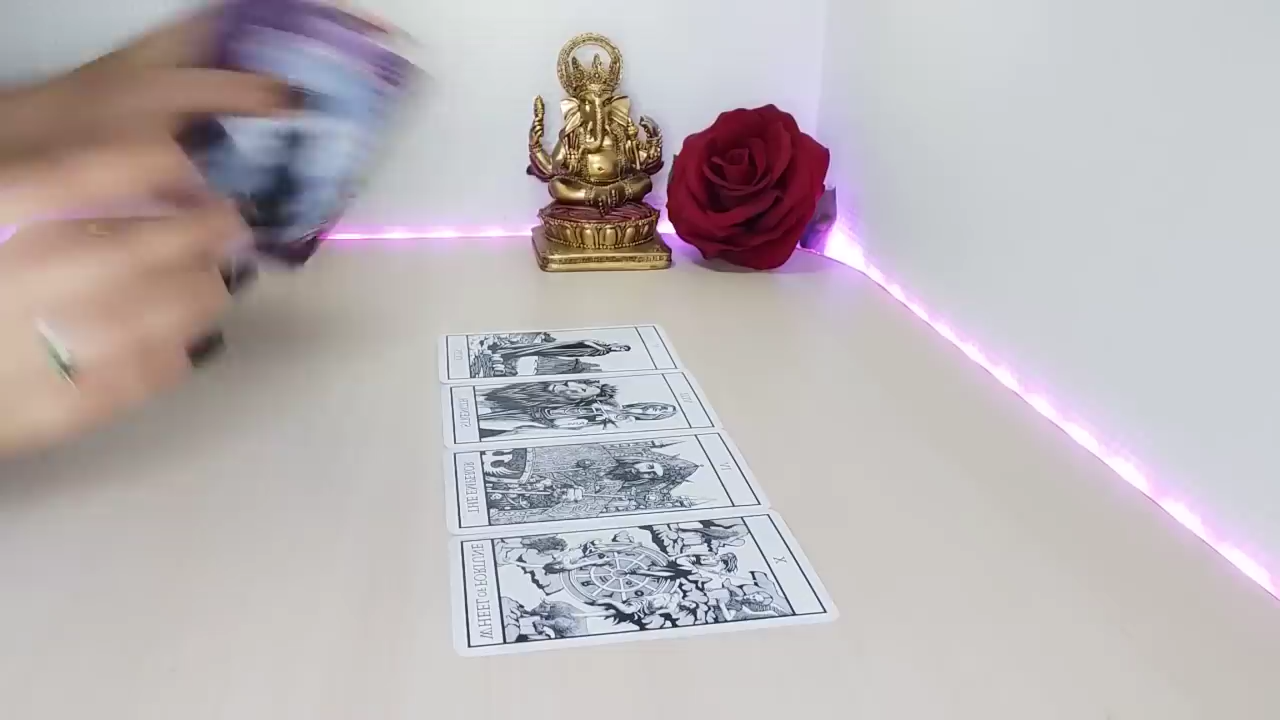 STRENGTH
THE EMPEROR
IV
WHEEL OF FORTUNE
X